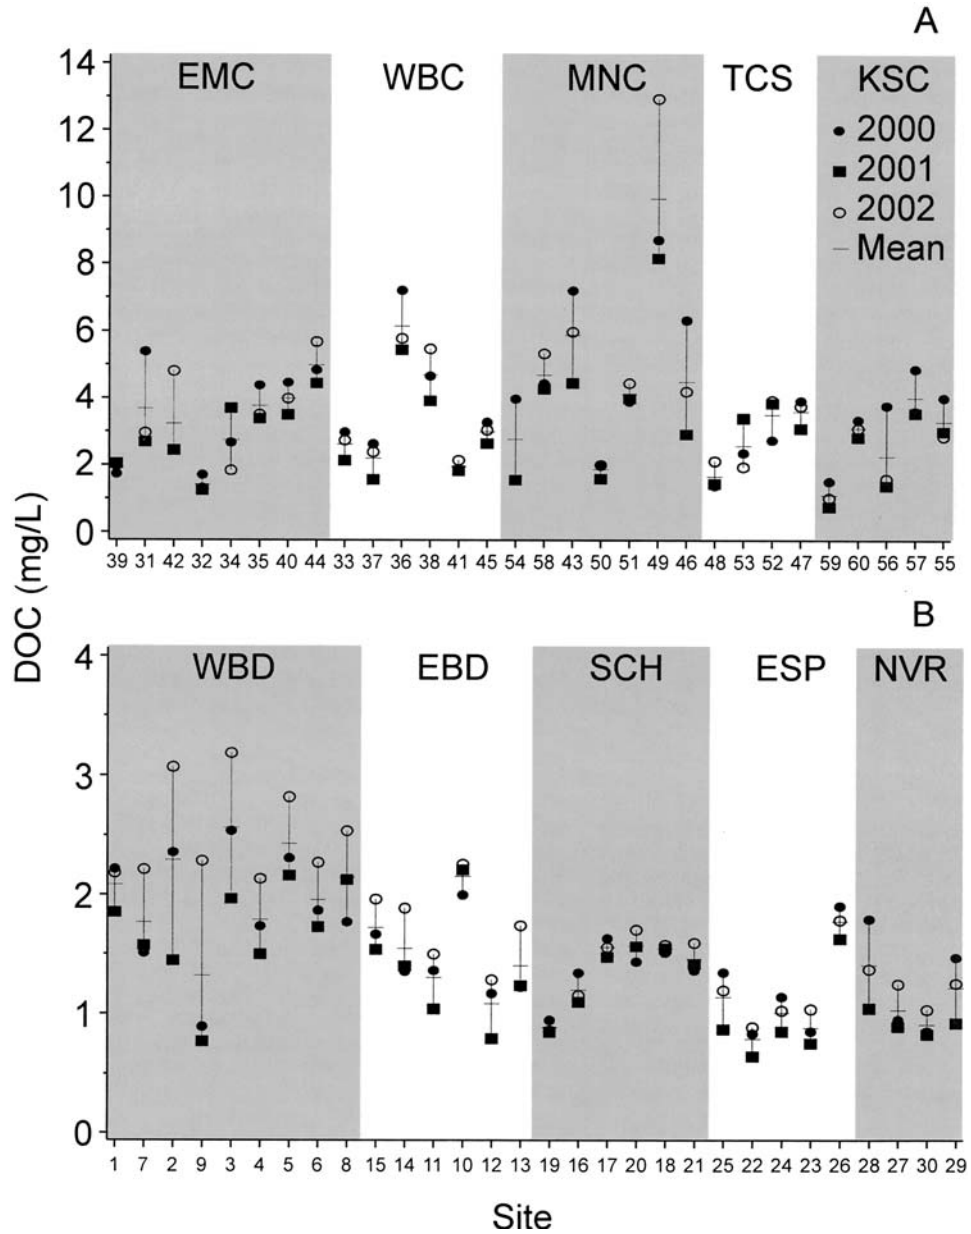 A
EMC WBC MNC TCS KSC
2000
2001
2002
Mean
14
12
10
8
6
4
2
0
39 31 42 32 34 35 40 44 33 37 36 38 41 45 54 58 43 50 51 49 46 48 53 52 47 59 60 56 57 55
DOC (mg/L)
B
WBD EBD SCH ESP NVR
4
3
2
1
0
1 7 2 9 3 4 5 6 8 15 14 11 10 12 13 19 16 17 20 18 21 25 22 24 23 26 28 27 30 29
Site